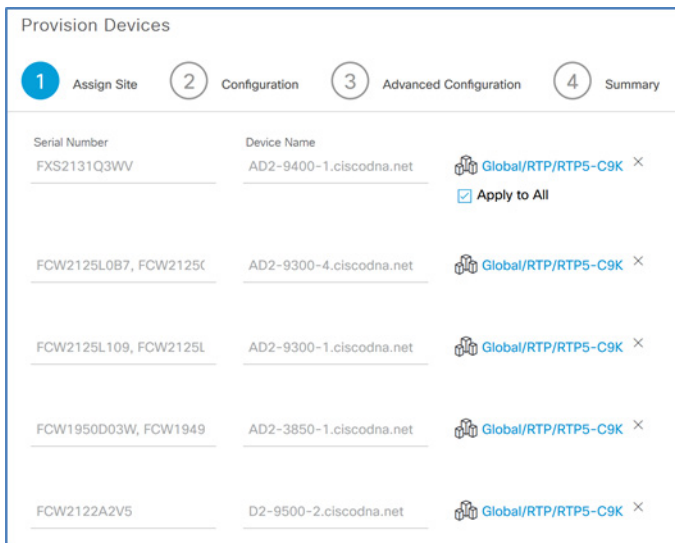 Provision Devices
1 Assign Site 2 Configuration 3 Advanced Configuration 4 Summary
Serial Number Device Name
FXS2131Q3WV AD2-9400-1.ciscodna.net Global/RTP/RTP5-C9K
Apply to All
FCW2125L0B7, FCW2125( AD2-9300-4.ciscodna.net Global/RTP/RTP5-C9K
FCW2125L109, FCW2125L AD2-9300-1.ciscodna.net Global/RTP/RTP5-C9K
FCW1950D03W, FCW1949 AD2-3850-1.ciscodna.net Global/RTP/RTP5-C9K
FCW2122A2V5 D2-9500-2.ciscodna.net Global/RTP/RTP5-C9K